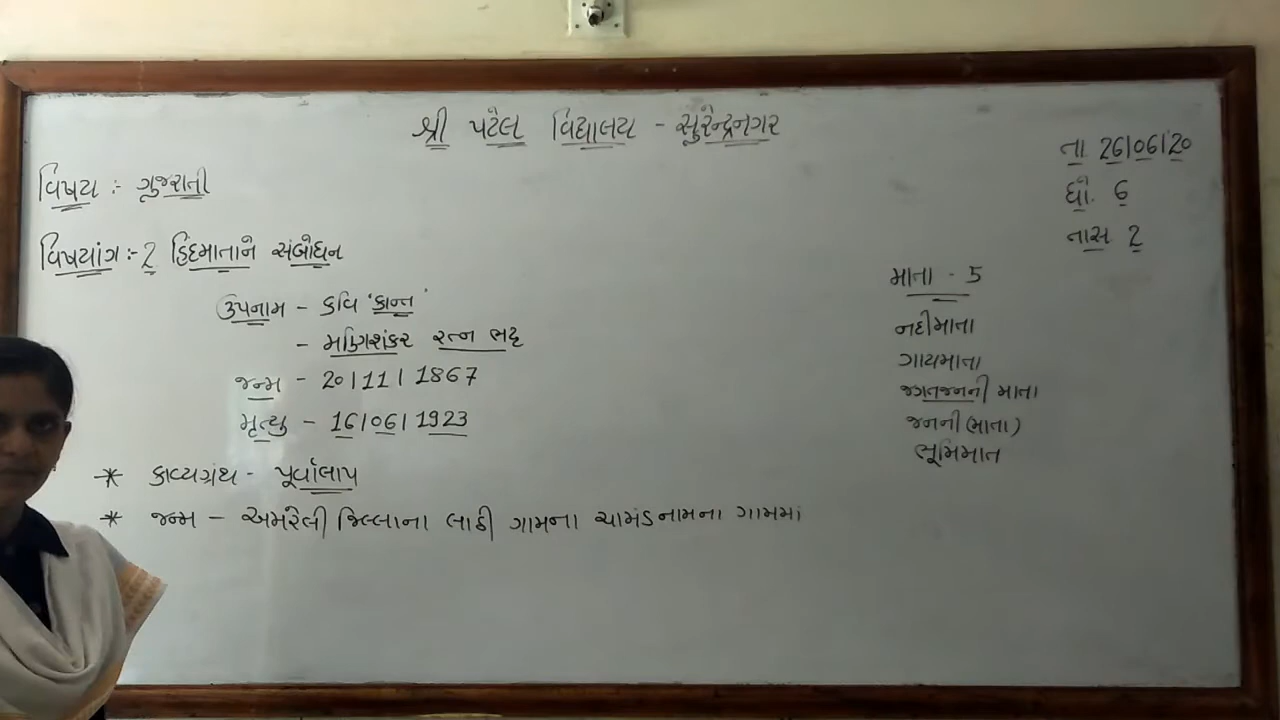 શ્રી પટેલ વિદ્યાલય - સુરેન્દ્રનગર
તા 26/06/20
ધો. 6
તાસ 2
વિષય :- ગુજરાતી
વિષયાંગ :- 2 હિંદમાતાને સંબોધન
ઉપનામ - કવિ 'કાન્ત'
- મણિશંકર રત્ન ભટ્ટ
જન્મ - 20/11/1867
મૃત્યુ - 16/06/1923
* કાવ્યગ્રંથ - પૂર્વાલાપ
* જન્મ - અમરેલી જિલ્લાના લાઠી ગામના ચામંડ નામના ગામમાં
માતા - 5
નદીમાતા
ગાયમાતા
જગતજનની માતા
જનની (માતા)
ભૂમિમાત